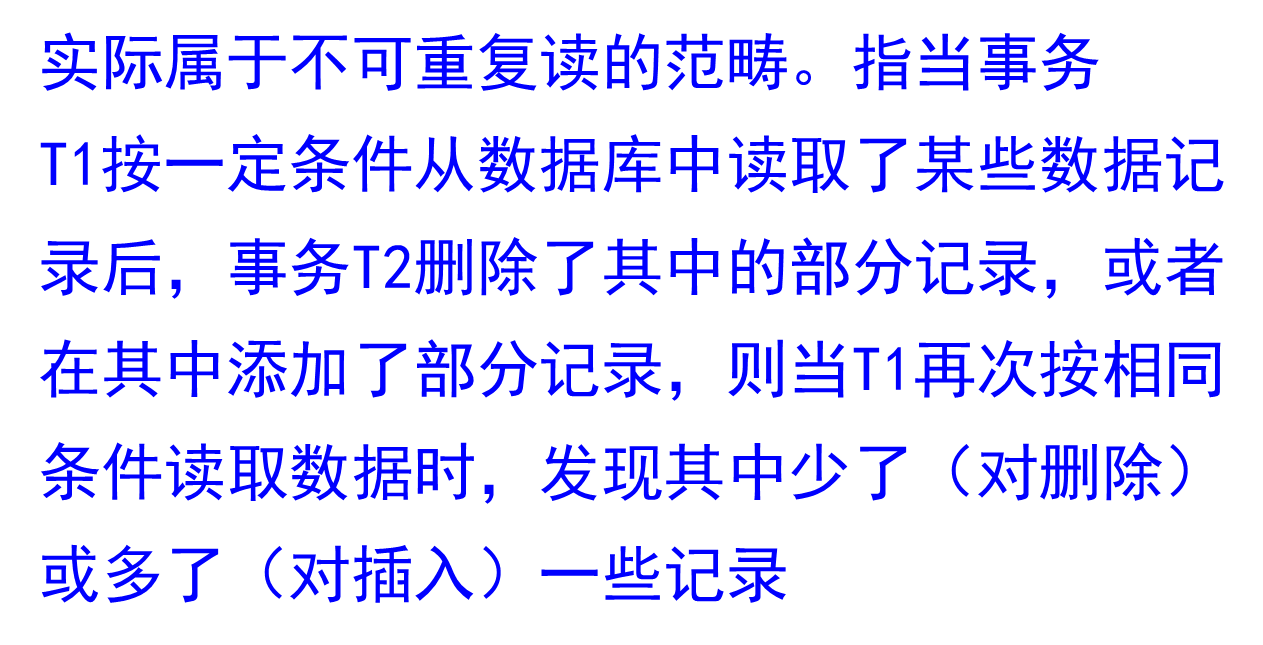 实际属于不可重复读的范畴。指当事务
T1按一定条件从数据库中读取了某些数据记
录后，事务T2删除了其中的部分记录，或者
在其中添加了部分记录，则当T1再次按相同
条件读取数据时，发现其中少了（对删除）
或多了（对插入）一些记录